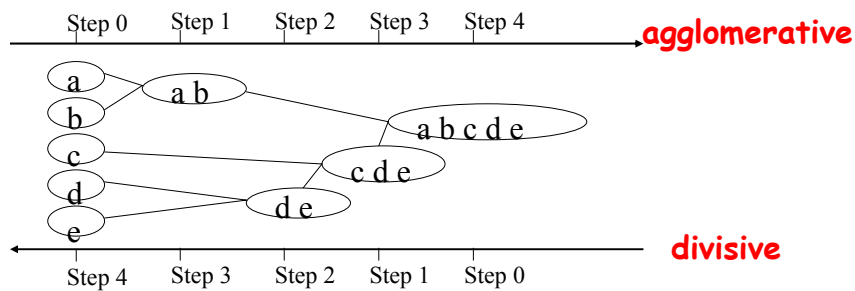 Step 0 Step 1 Step 2 Step 3 Step 4
agglomerative
a
a b
b
a b c d e
c
c d e
d
d e
e
divisive
Step 4 Step 3 Step 2 Step 1 Step 0